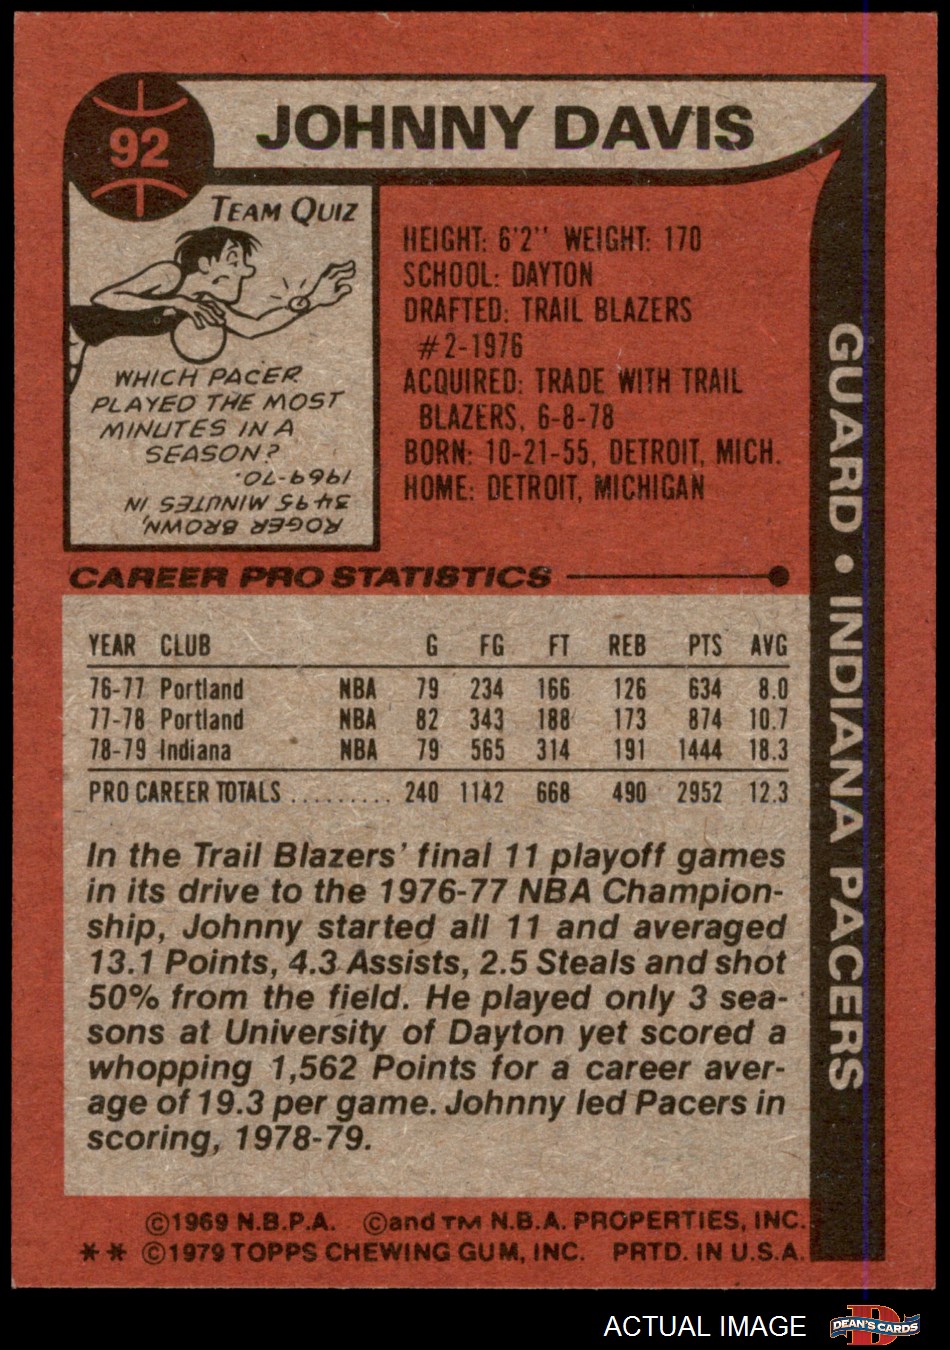 92
JOHNNY DAVIS
TEAM QUIZ
WHICH PACER
PLAYED THE MOST
MINUTES IN A
SEASON?
ROGER BROWN,
3495 MINUTES IN
1969-70.
HEIGHT: 6'2'' WEIGHT: 170
SCHOOL: DAYTON
DRAFTED: TRAIL BLAZERS
#2-1976
ACQUIRED: TRADE WITH TRAIL
BLAZERS, 6-8-78
BORN: 10-21-55, DETROIT, MICH.
HOME: DETROIT, MICHIGAN
GUARD • INDIANA PACERS
CAREER PRO STATISTICS
YEAR CLUB G FG FT REB PTS AVG
76-77 Portland NBA 79 234 166 126 634 8.0
77-78 Portland NBA 82 343 188 173 874 10.7
78-79 Indiana NBA 79 565 314 191 1444 18.3
PRO CAREER TOTALS .......... 240 1142 668 490 2952 12.3
In the Trail Blazers' final 11 playoff games
in its drive to the 1976-77 NBA Champion-
ship, Johnny started all 11 and averaged
13.1 Points, 4.3 Assists, 2.5 Steals and shot
50% from the field. He played only 3 sea-
sons at University of Dayton yet scored a
whopping 1,562 Points for a career aver-
age of 19.3 per game. Johnny led Pacers in
scoring, 1978-79.
©1969 N.B.P.A. ©and TM N.B.A. PROPERTIES, INC.
** ©1979 TOPPS CHEWING GUM, INC. PRTD. IN U.S.A.
ACTUAL IMAGE
D
DEAN'S CARDS